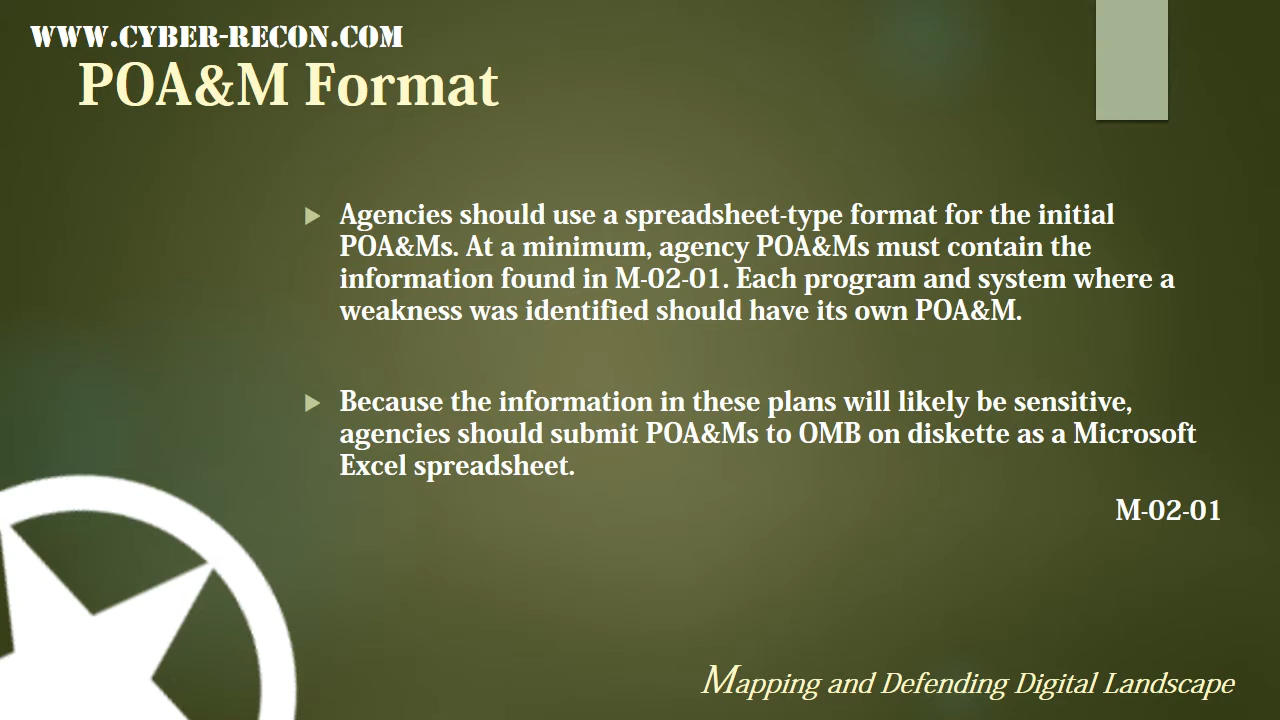 WWW.CYBER-RECON.COM
POA&M Format
Agencies should use a spreadsheet-type format for the initial
POA&Ms. At a minimum, agency POA&Ms must contain the
information found in M-02-01. Each program and system where a
weakness was identified should have its own POA&M.
Because the information in these plans will likely be sensitive,
agencies should submit POA&Ms to OMB on diskette as a Microsoft
Excel spreadsheet.
M-02-01
Mapping and Defending Digital Landscape